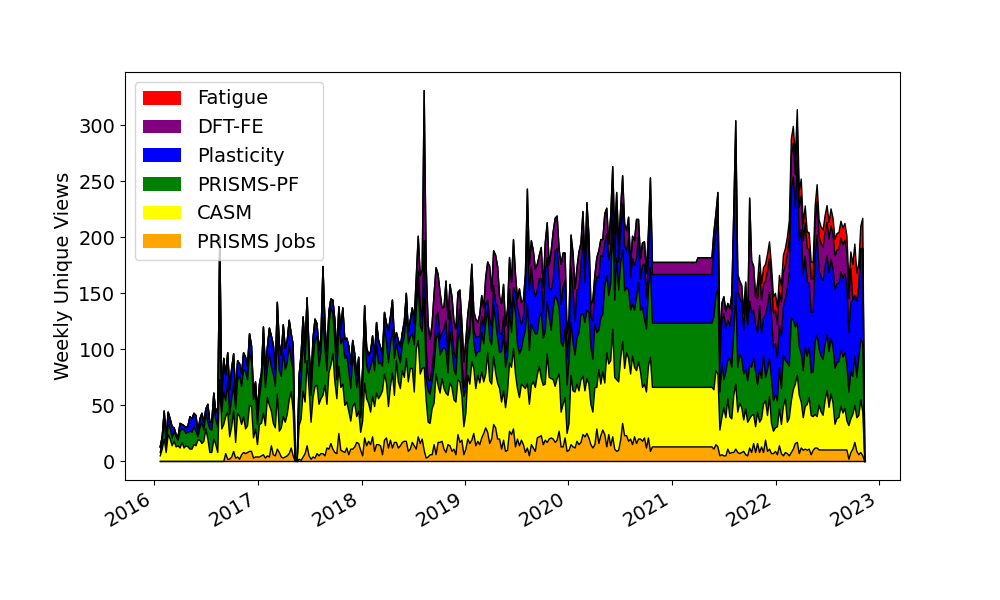 Fatigue
DFT-FE
Plasticity
PRISMS-PF
CASM
PRISMS Jobs
Weekly Unique Views
300
250
200
150
100
50
0
2016
2017
2018
2019
2020
2021
2022
2023